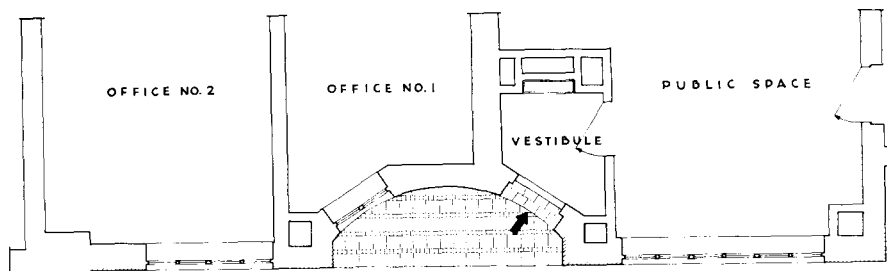 OFFICE NO. 2
OFFICE NO. 1
PUBLIC SPACE
VESTIBULE